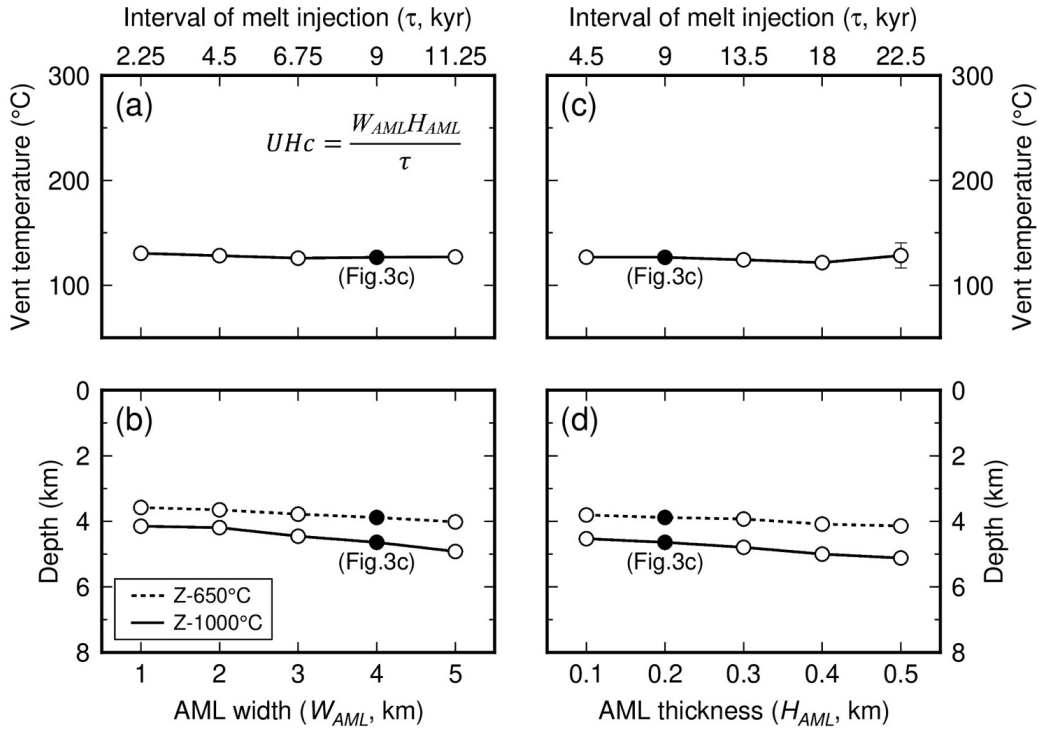 Interval of melt injection (τ, kyr)
2.25 4.5 6.75 9 11.25
300
200
100
Vent temperature (°C)
(a)
UHc = W_AML H_AML / τ
(Fig.3c)
Interval of melt injection (τ, kyr)
4.5 9 13.5 18 22.5
(c)
(Fig.3c)
300
200
100
Vent temperature (°C)
0
2
4
6
8
Depth (km)
(b)
(Fig.3c)
Z-650°C
Z-1000°C
1 2 3 4 5
AML width (W_AML, km)
(d)
(Fig.3c)
0
2
4
6
8
Depth (km)
0.1 0.2 0.3 0.4 0.5
AML thickness (H_AML, km)